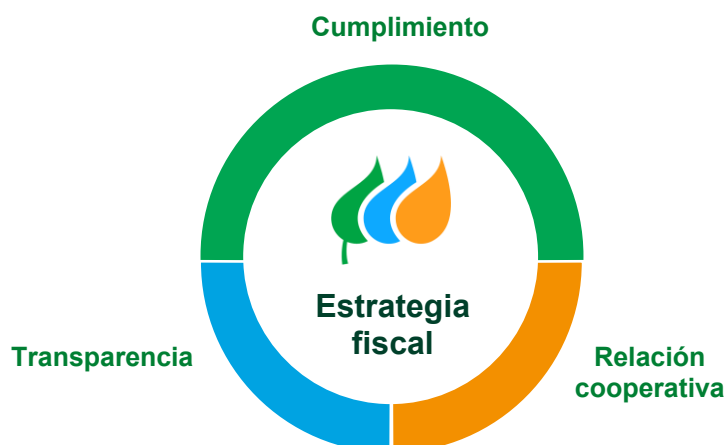 Cumplimiento
Estrategia
fiscal
Transparencia
Relación
cooperativa